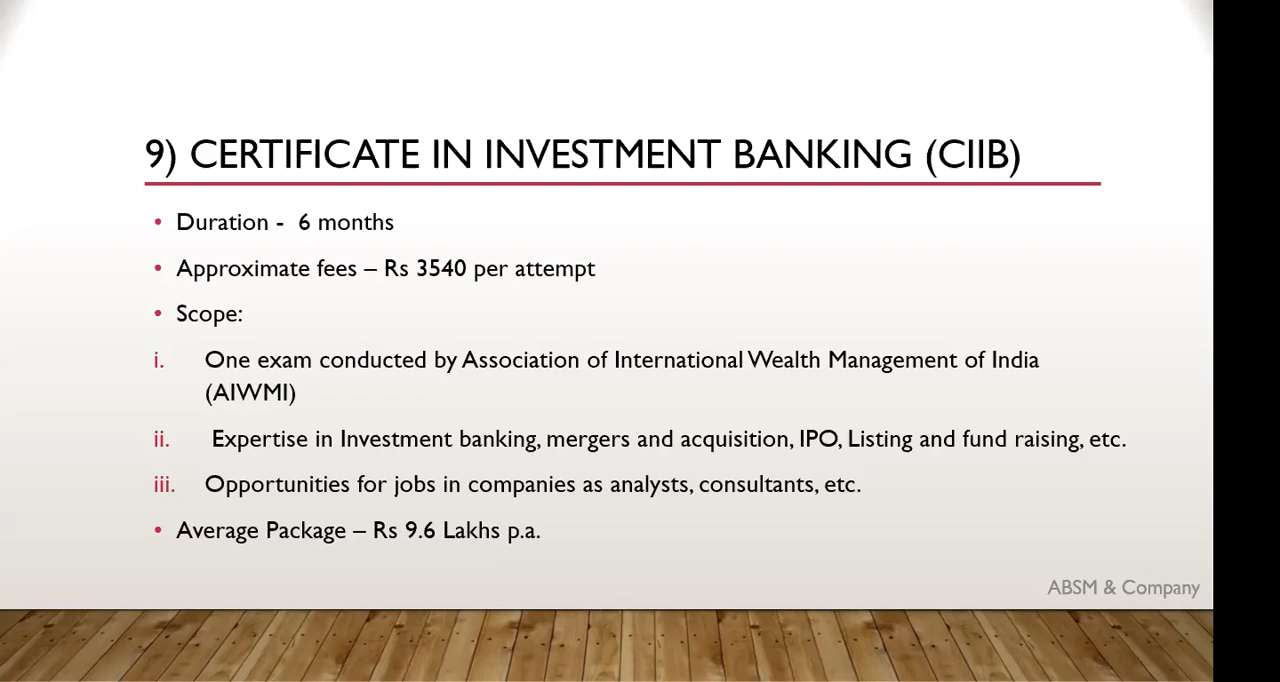 9) CERTIFICATE IN INVESTMENT BANKING (CIIB)
• Duration -  6 months
• Approximate fees – Rs 3540 per attempt
• Scope:
i. One exam conducted by Association of International Wealth Management of India
(AIWMI)
ii. Expertise in Investment banking, mergers and acquisition, IPO, Listing and fund raising, etc.
iii. Opportunities for jobs in companies as analysts, consultants, etc.
• Average Package – Rs 9.6 Lakhs p.a.
ABSM & Company